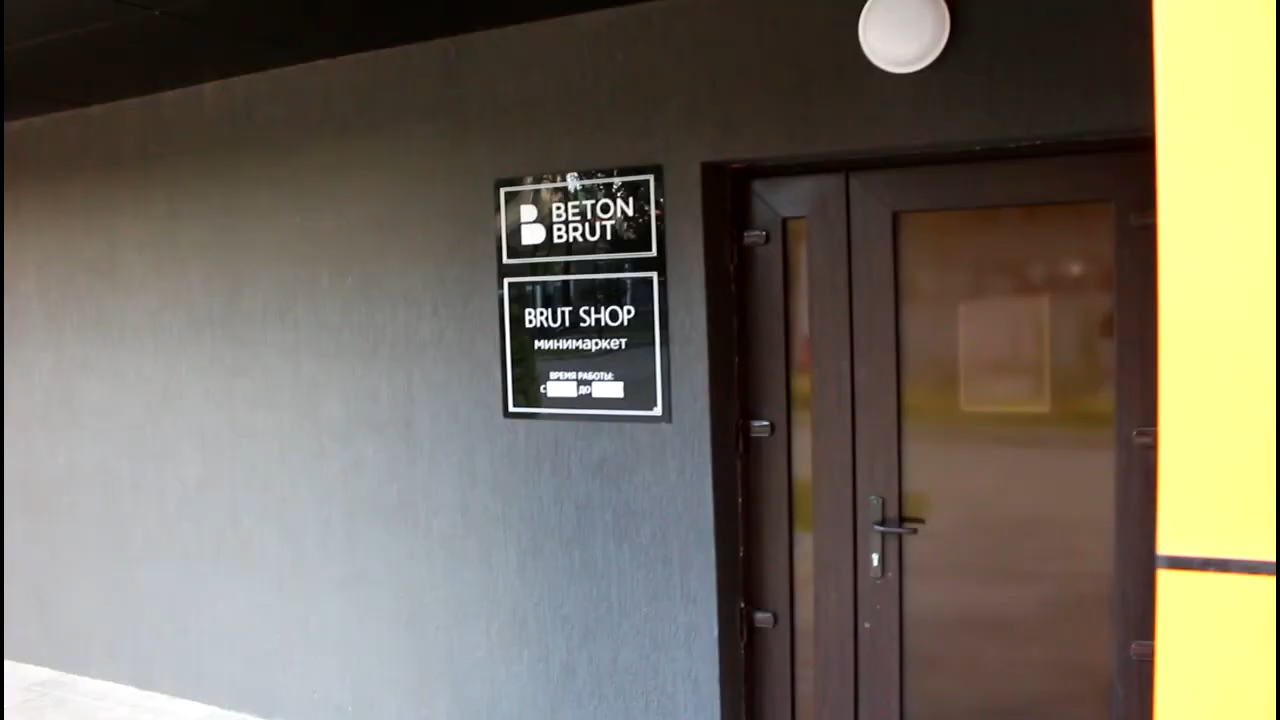 BETON
BRUT
BRUT SHOP
минимаркет
ВРЕМЯ РАБОТЫ:
С ДО